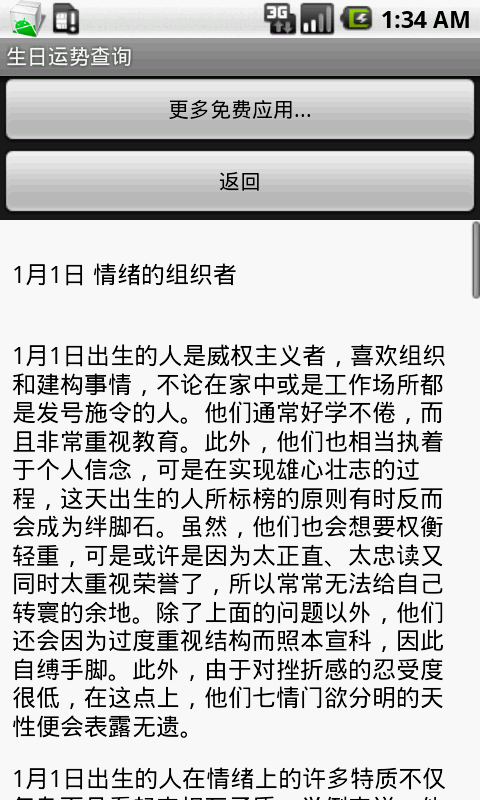 3G
1:34 AM
生日运势查询
更多免费应用...
返回
1月1日 情绪的组织者
1月1日出生的人是威权主义者，喜欢组织
和建构事情，不论在家中或是工作场所都
是发号施令的人。他们通常好学不倦，而
且非常重视教育。此外，他们也相当执着
于个人信念，可是在实现雄心壮志的过
程，这天出生的人所标榜的原则有时反而
会成为绊脚石。虽然，他们也会想要权衡
轻重，可是或许是因为太正直、太忠读又
同时太重视荣誉了，所以常常无法给自己
转寰的余地。除了上面的问题以外，他们
还会因为过度重视结构而照本宣科，因此
自缚手脚。此外，由于对挫折感的忍受度
很低，在这点上，他们七情门欲分明的天
性便会表露无遗。
1月1日出生的人在情绪上的许多特质不仅